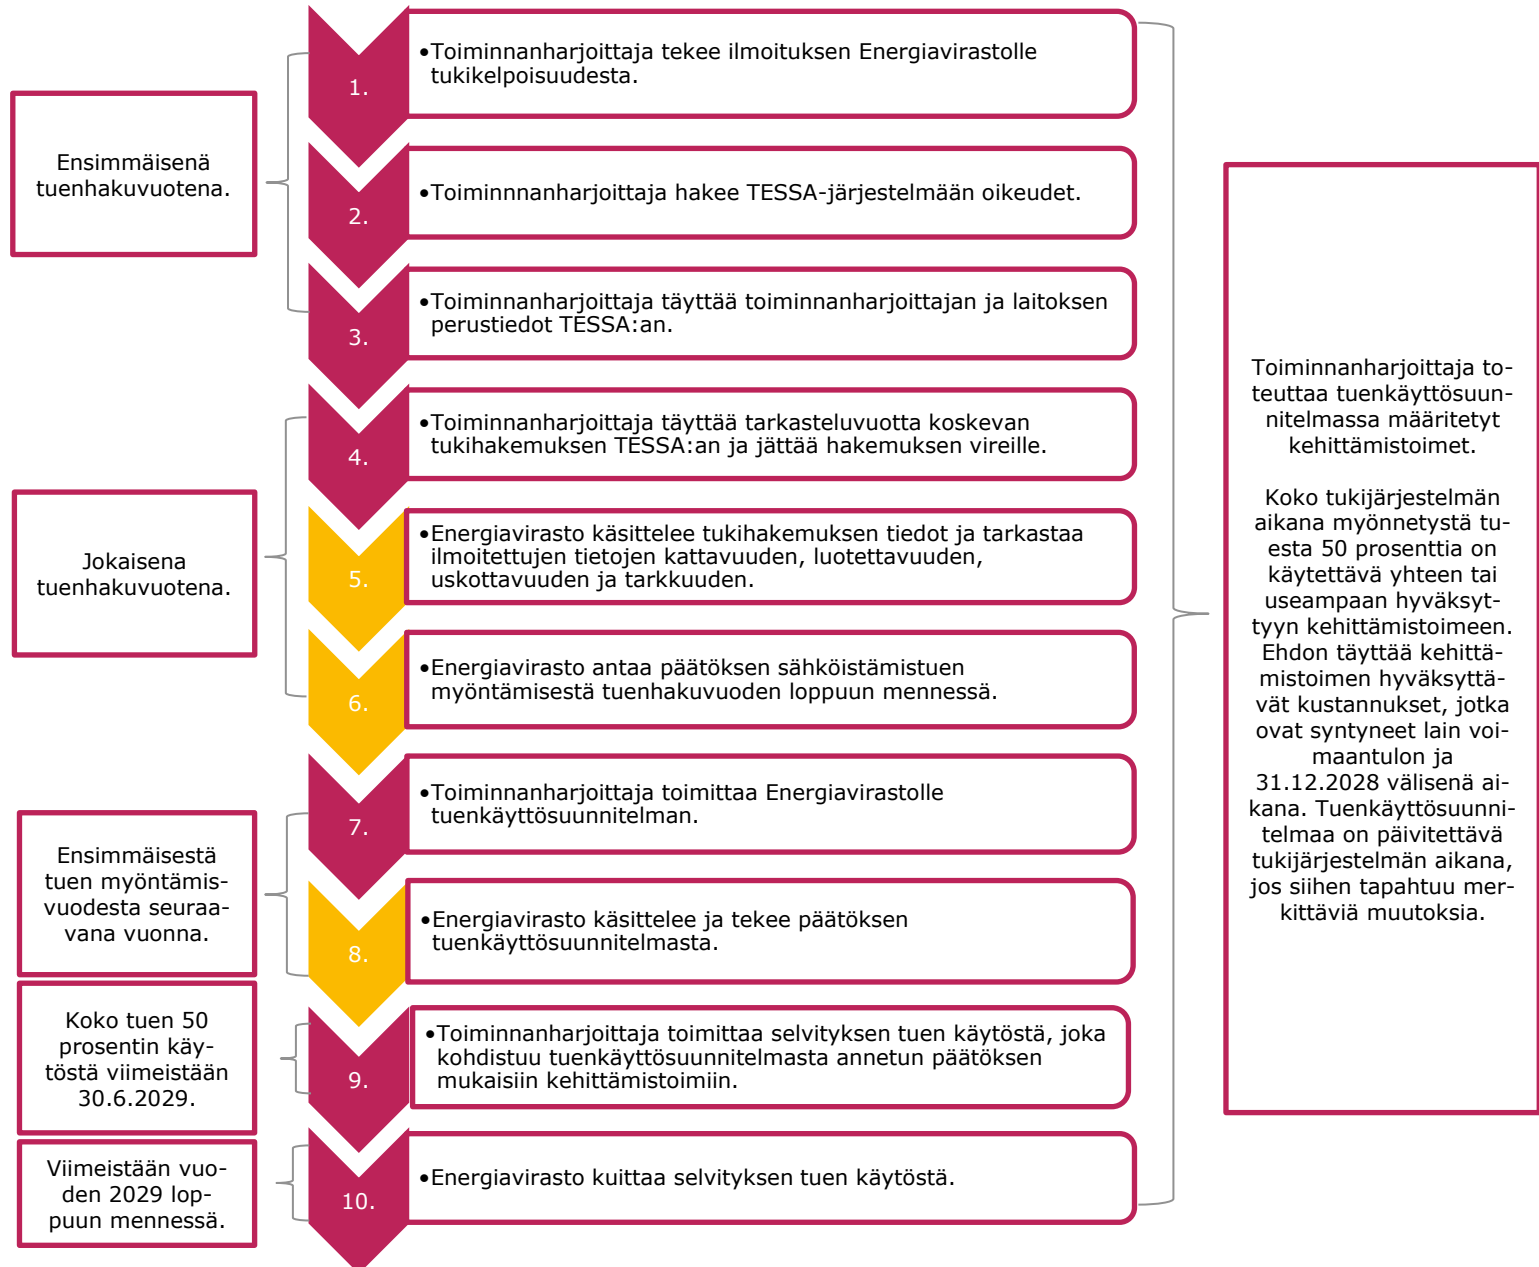 Ensimmäisenä
tuenhakuvuotena.
1.
•Toiminnanharjoittaja tekee ilmoituksen Energiavirastolle
tukikelpoisuudesta.
2.
•Toiminnnanharjoittaja hakee TESSA-järjestelmään oikeudet.
3.
•Toiminnanharjoittaja täyttää toiminnanharjoittajan ja laitoksen
perustiedot TESSA:an.
Jokaisena
tuenhakuvuotena.
4.
•Toiminnanharjoittaja täyttää tarkasteluvuotta koskevan
tukihakemuksen TESSA:an ja jättää hakemuksen vireille.
5.
•Energiavirasto käsittelee tukihakemuksen tiedot ja tarkastaa
ilmoitettujen tietojen kattavuuden, luotettavuuden,
uskottavuuden ja tarkkuuden.
6.
•Energiavirasto antaa päätöksen sähköistämistuen
myöntämisestä tuenhakuvuoden loppuun mennessä.
Ensimmäisestä
tuen myöntämis-
vuodesta seuraa-
vana vuonna.
7.
•Toiminnanharjoittaja toimittaa Energiavirastolle
tuenkäyttösuunnitelman.
8.
•Energiavirasto käsittelee ja tekee päätöksen
tuenkäyttösuunnitelmasta.
Koko tuen 50
prosentin käy-
töstä viimeistään
30.6.2029.
9.
•Toiminnanharjoittaja toimittaa selvityksen tuen käytöstä, joka
kohdistuu tuenkäyttösuunnitelmasta annetun päätöksen
mukaisiin kehittämistoimiin.
Viimeistään vuo-
den 2029 lop-
puun mennessä.
10.
•Energiavirasto kuittaa selvityksen tuen käytöstä.
Toiminnanharjoittaja to-
teuttaa tuenkäyttösuun-
nitelmassa määritetyt
kehittämistoimet.
Koko tukijärjestelmän
aikana myönnetystä tu-
esta 50 prosenttia on
käytettävä yhteen tai
useampaan hyväksyt-
tyyn kehittämistoimeen.
Ehdon täyttää kehittä-
mistoimen hyväksyttä-
vät kustannukset, jotka
ovat syntyneet lain voi-
maantulon ja
31.12.2028 välisenä ai-
kana. Tuenkäyttösuunni-
telmaa on päivitettävä
tukijärjestelmän aikana,
jos siihen tapahtuu mer-
kittäviä muutoksia.